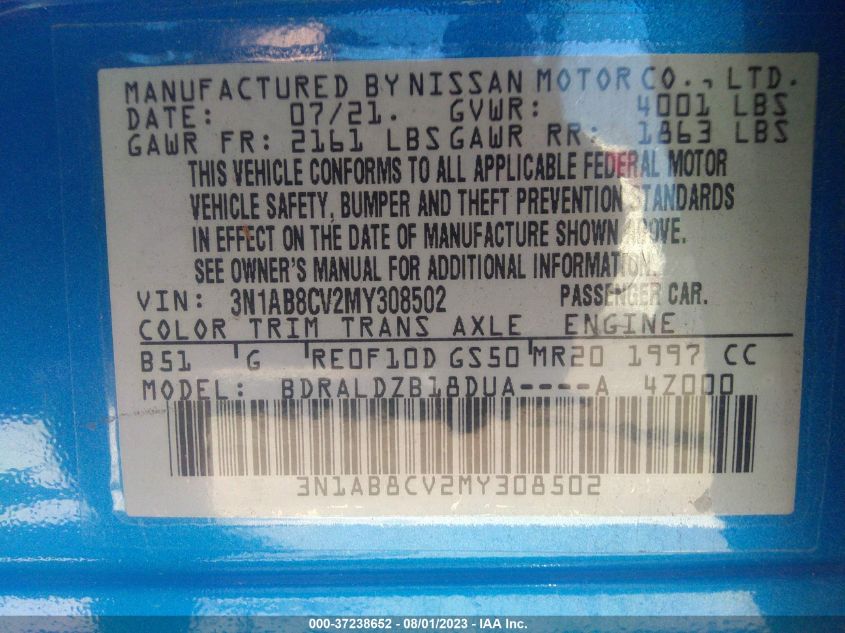 MANUFACTURED BY NISSAN MOTOR CO., LTD.
DATE: 07/21. GVWR: 4001 LBS
GAWR FR: 2161 LBS GAWR RR: 1863 LBS
THIS VEHICLE CONFORMS TO ALL APPLICABLE FEDERAL MOTOR
VEHICLE SAFETY, BUMPER AND THEFT PREVENTION STANDARDS
IN EFFECT ON THE DATE OF MANUFACTURE SHOWN ABOVE.
SEE OWNER'S MANUAL FOR ADDITIONAL INFORMATION.
VIN: 3N1AB8CV2MY308502 PASSENGER CAR.
COLOR TRIM TRANS AXLE ENGINE
B51 G RE0F10D GS50 MR20 1997 CC
MODEL: BDRALDZB18DUA----A 4Z000
3N1AB8CV2MY308502
000-37238652 - 08/01/2023 - IAA Inc.